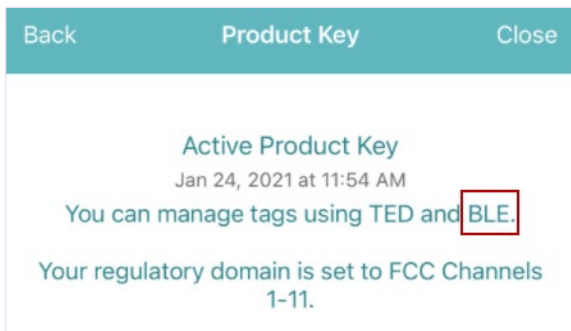 Back Product Key Close
Active Product Key
Jan 24, 2021 at 11:54 AM
You can manage tags using TED and BLE.
Your regulatory domain is set to FCC Channels
1-11.